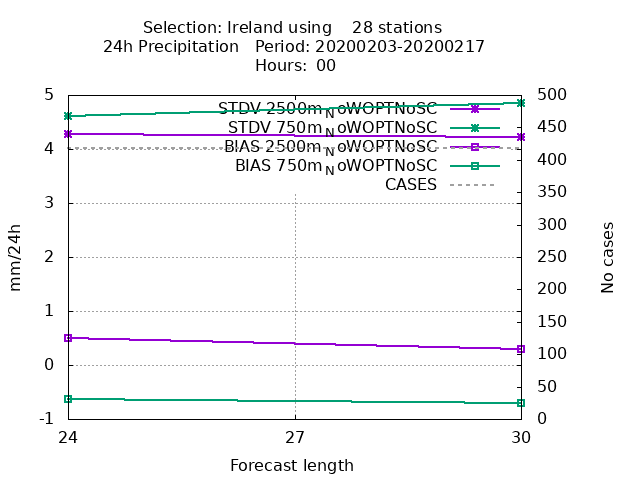 Selection: Ireland using 28 stations
24h Precipitation Period: 20200203-20200217
Hours: 00
STDV 2500m_NoWOPTNoSC
STDV 750m_NoWOPTNoSC
BIAS 2500m_NoWOPTNoSC
BIAS 750m_NoWOPTNoSC
CASES
5
4
3
2
1
0
-1
mm/24h
500
450
400
350
300
250
200
150
100
50
0
No cases
24 27 30
Forecast length